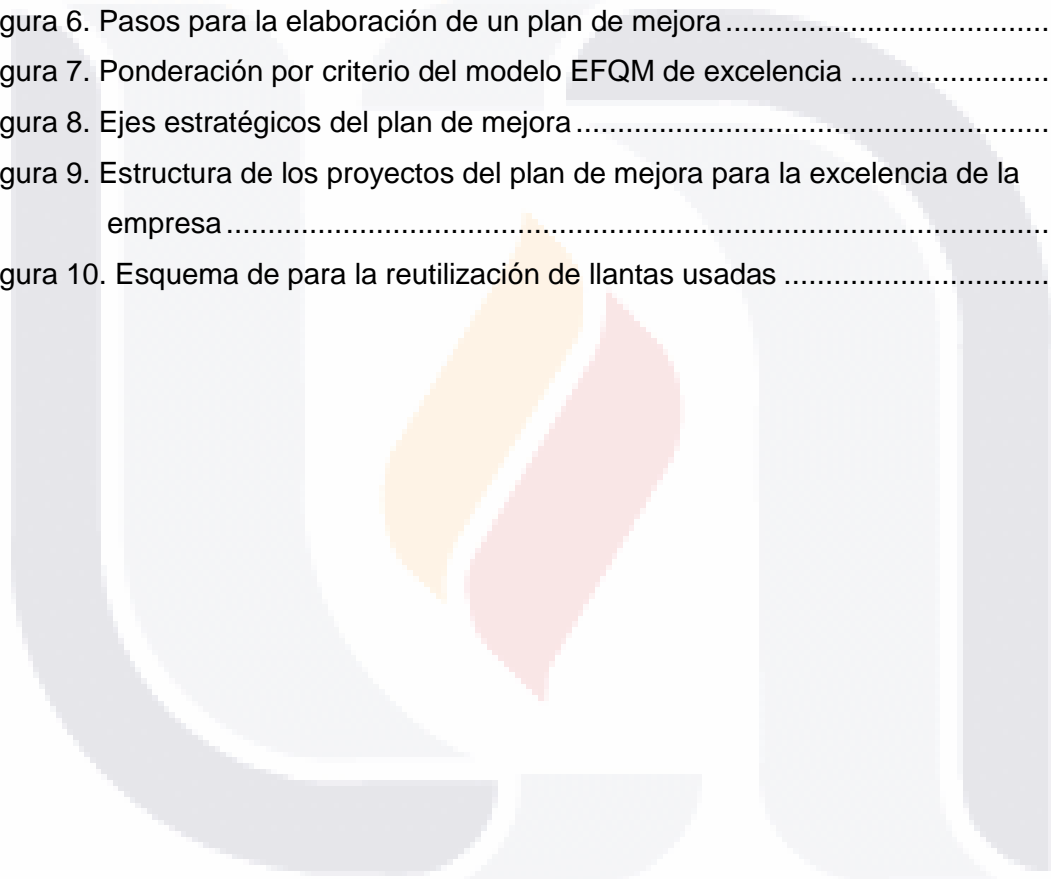 gura 6. Pasos para la elaboración de un plan de mejora....................................
gura 7. Ponderación por criterio del modelo EFQM de excelencia .......................
gura 8. Ejes estratégicos del plan de mejora.......................................................
gura 9. Estructura de los proyectos del plan de mejora para la excelencia de la
empresa.....................................................................................................
gura 10. Esquema de para la reutilización de llantas usadas ...............................